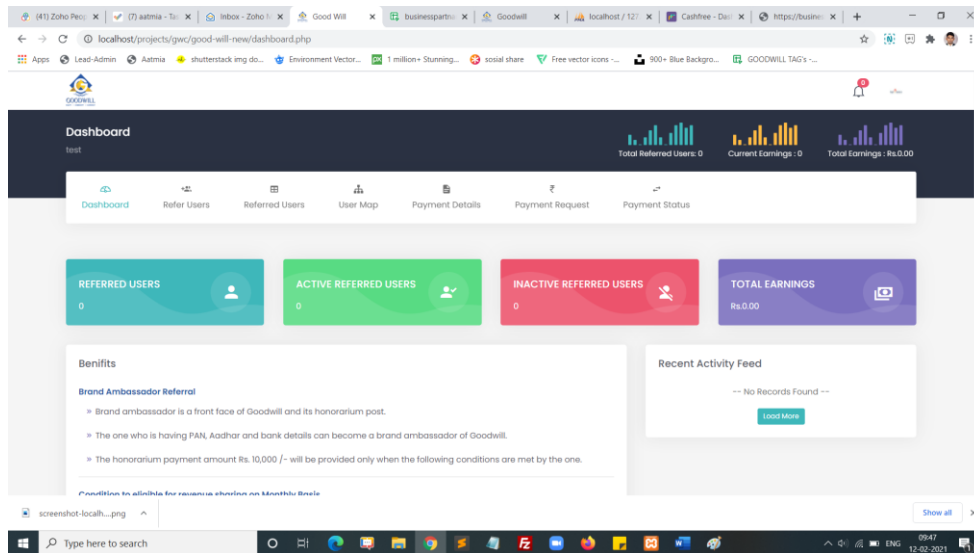 (41) Zoho Peop
(7) aatmia - Tas
Inbox - Zoho M
Good Will
businesspartne
Goodwill
localhost / 127.
Cashfree - Das
https://busines
localhost/projects/gwc/good-will-new/dashboard.php
Apps
Lead-Admin
Aatmia
shutterstack img do...
Environment Vector...
1 million+ Stunning...
sosial share
Free vector icons -...
900+ Blue Backgro...
GOODWILL TAG's -...
GOODWILL
0
Dashboard
test
Total Referred Users: 0
Current Earnings : 0
Total Earnings : Rs.0.00
Dashboard
Refer Users
Referred Users
User Map
Payment Details
Payment Request
Payment Status
REFERRED USERS
0
ACTIVE REFERRED USERS
0
INACTIVE REFERRED USERS
0
TOTAL EARNINGS
Rs.0.00
Benifits
Brand Ambassador Referral
» Brand ambassador is a front face of Goodwill and its honorarium post.
» The one who is having PAN, Aadhar and bank details can become a brand ambassador of Goodwill.
» The honorarium payment amount Rs. 10,000 /- will be provided only when the following conditions are met by the one.
Condition to eligible for revenue sharing on Monthly Basis
Recent Activity Feed
-- No Records Found --
Load More
screenshot-localh....png
Show all
Type here to search
ENG
09:47
12-02-2021